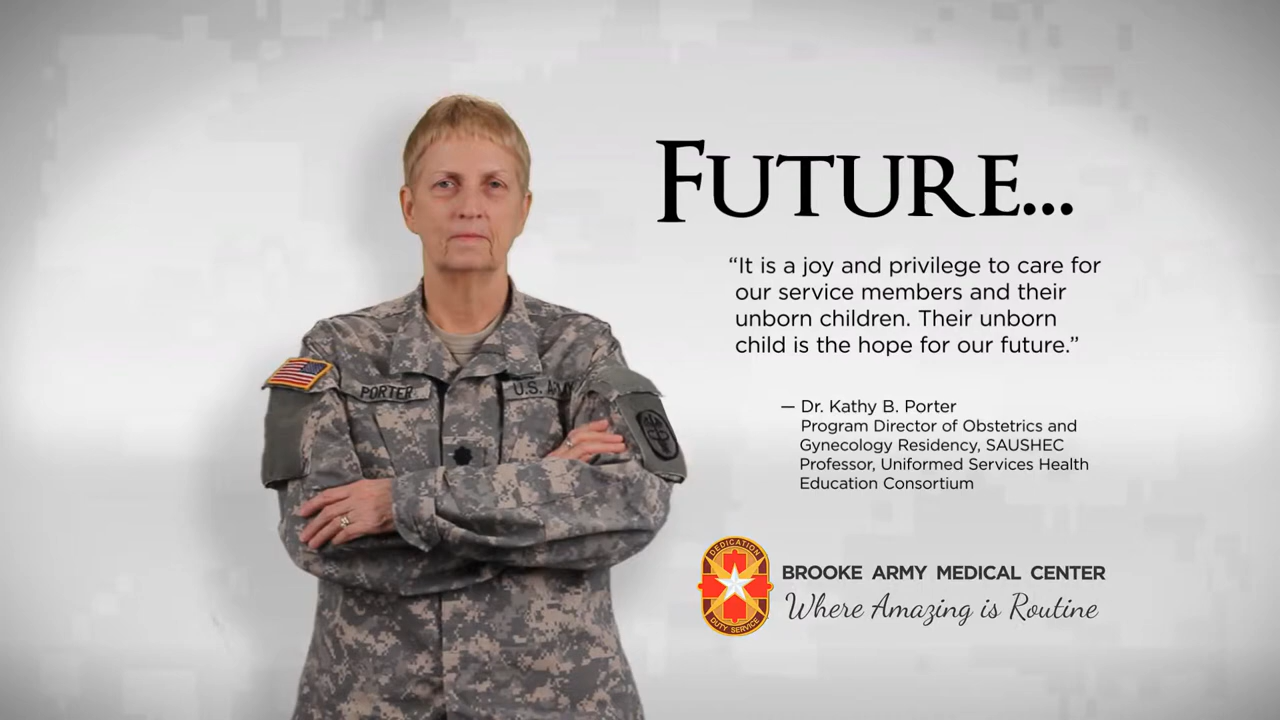 FUTURE...
“It is a joy and privilege to care for
our service members and their
unborn children. Their unborn
child is the hope for our future.”
— Dr. Kathy B. Porter
Program Director of Obstetrics and
Gynecology Residency, SAUSHEC
Professor, Uniformed Services Health
Education Consortium
PORTER
U.S. ARMY
DEDICATION
DUTY SERVICE
BROOKE ARMY MEDICAL CENTER
Where Amazing is Routine